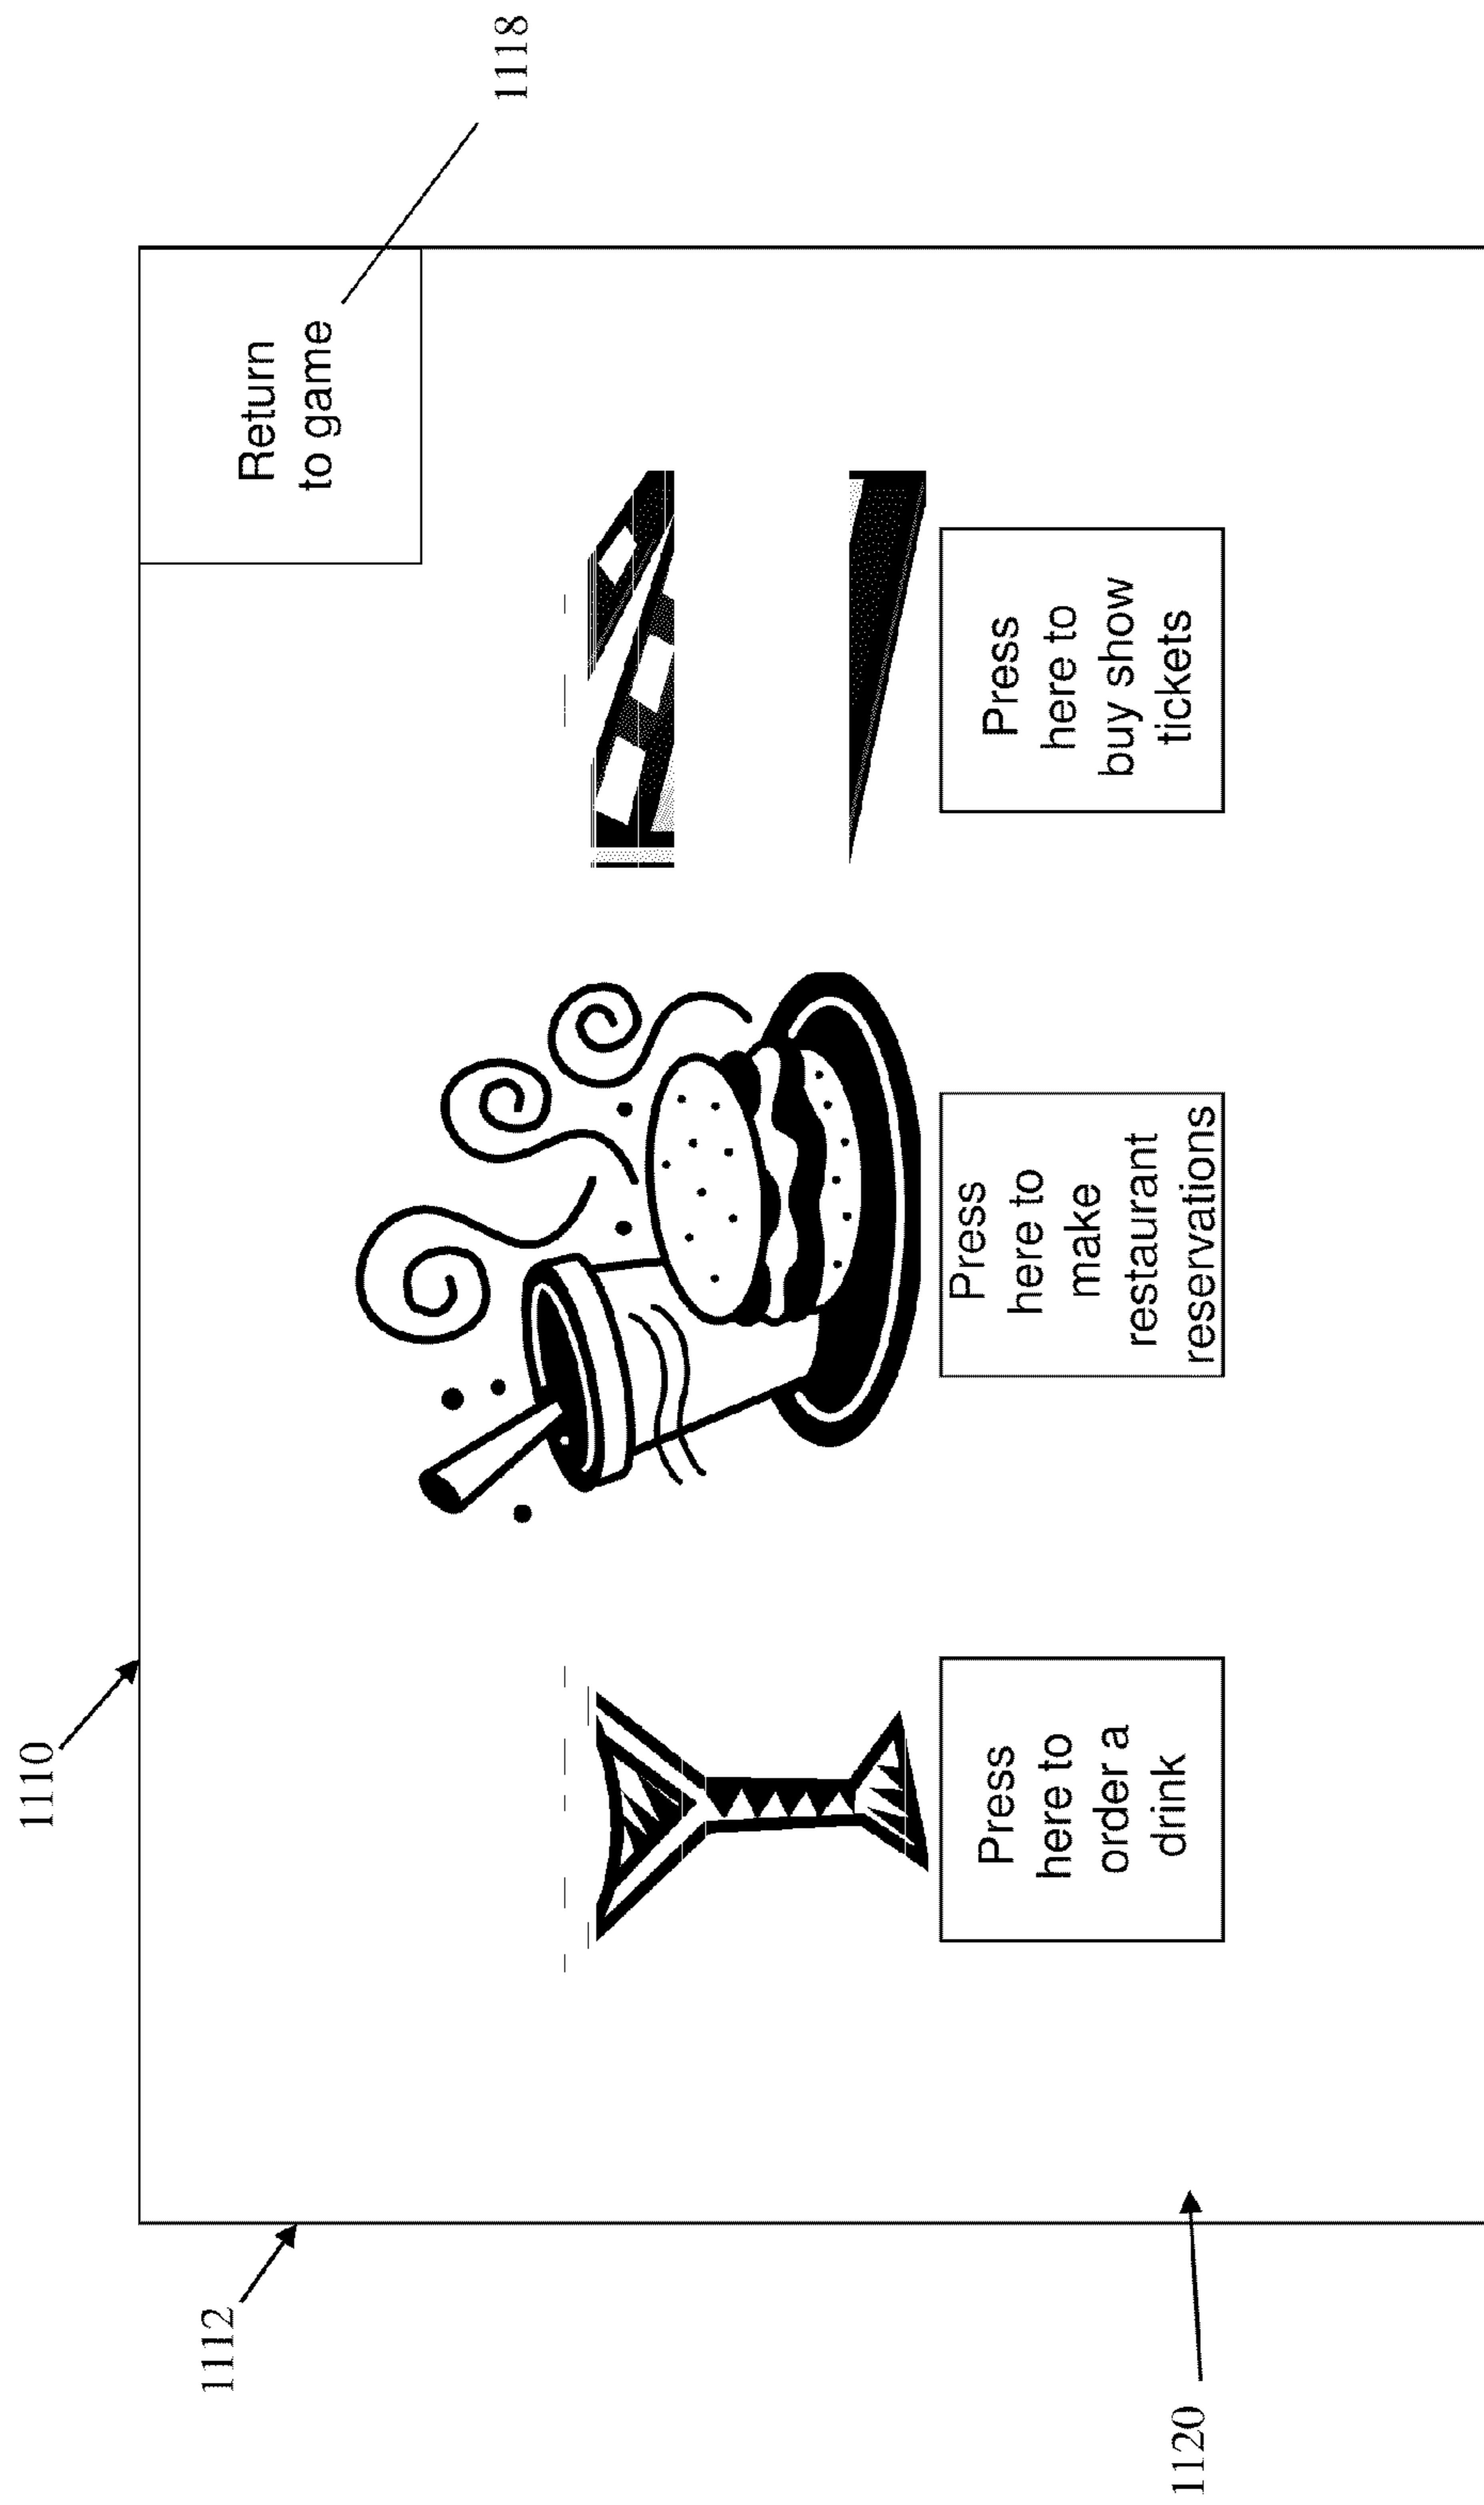 1110
1112
1118
Return
to game
Press
here to
order a
drink
Press
here to
make
restaurant
reservations
Press
here to
buy show
tickets
1120